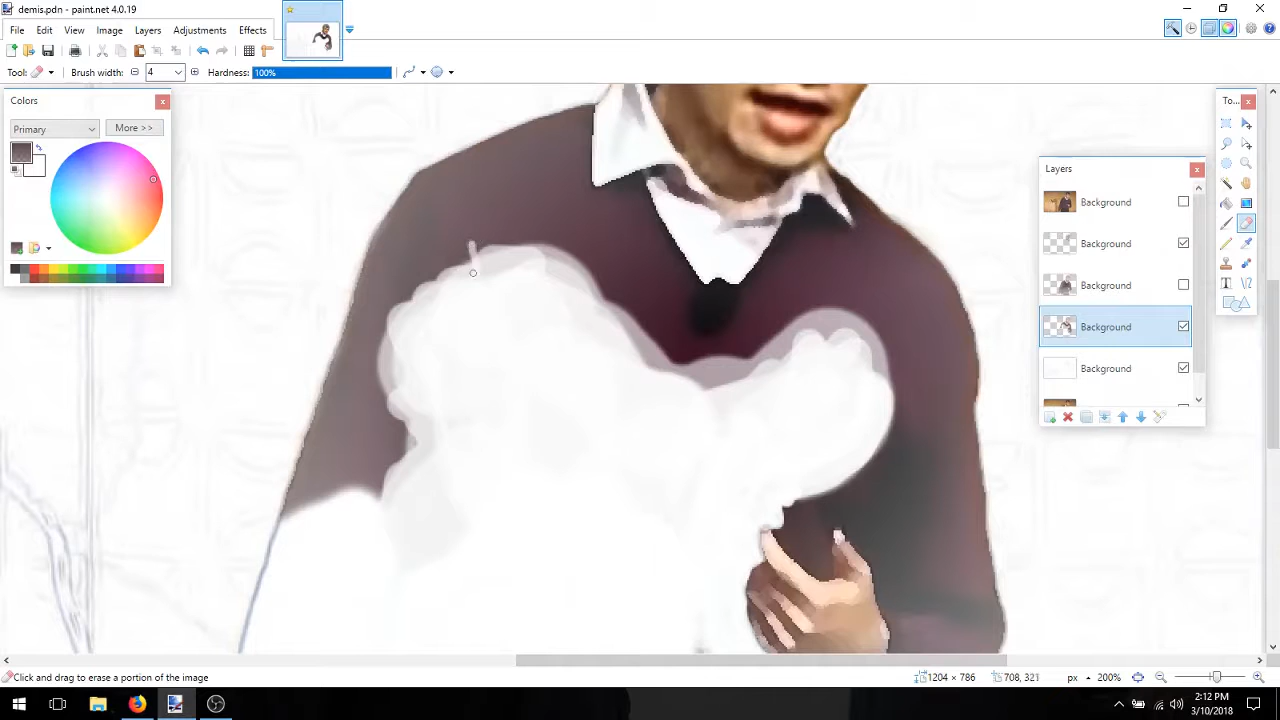 demis.pdn - paint.net 4.0.19
File Edit View Image Layers Adjustments Effects
Tool: Brush width: 4 Hardness: 100%
Colors
Primary More >>
To...
Layers
Background
Background
Background
Background
Background
Click and drag to erase a portion of the image 1204 × 786 708, 321 px 200%
2:12 PM
3/10/2018